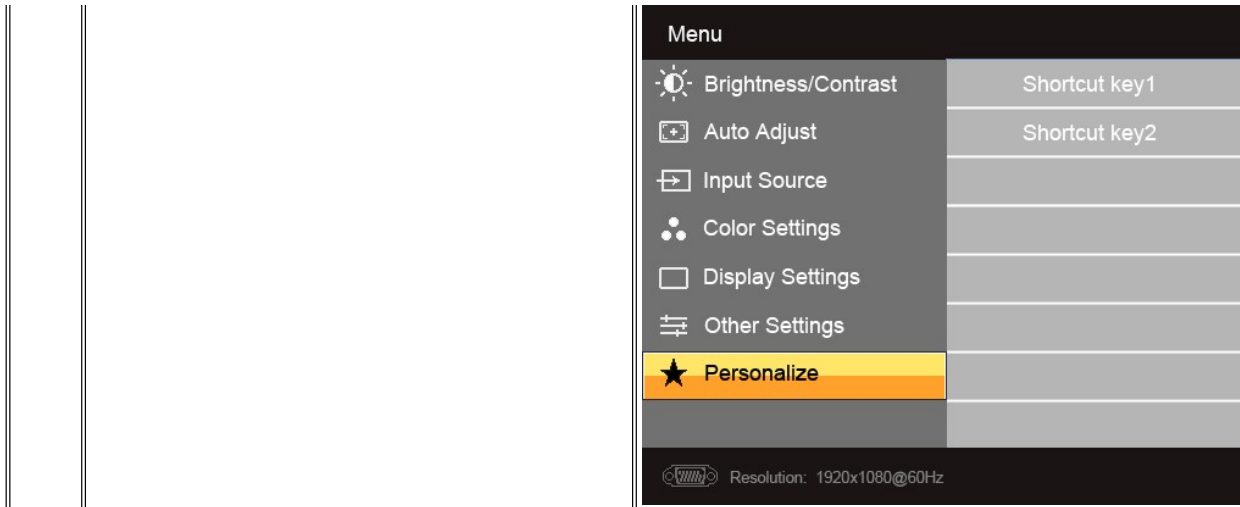 Menu
Brightness/Contrast
Shortcut key1
Auto Adjust
Shortcut key2
Input Source
Color Settings
Display Settings
Other Settings
Personalize
Resolution: 1920x1080@60Hz